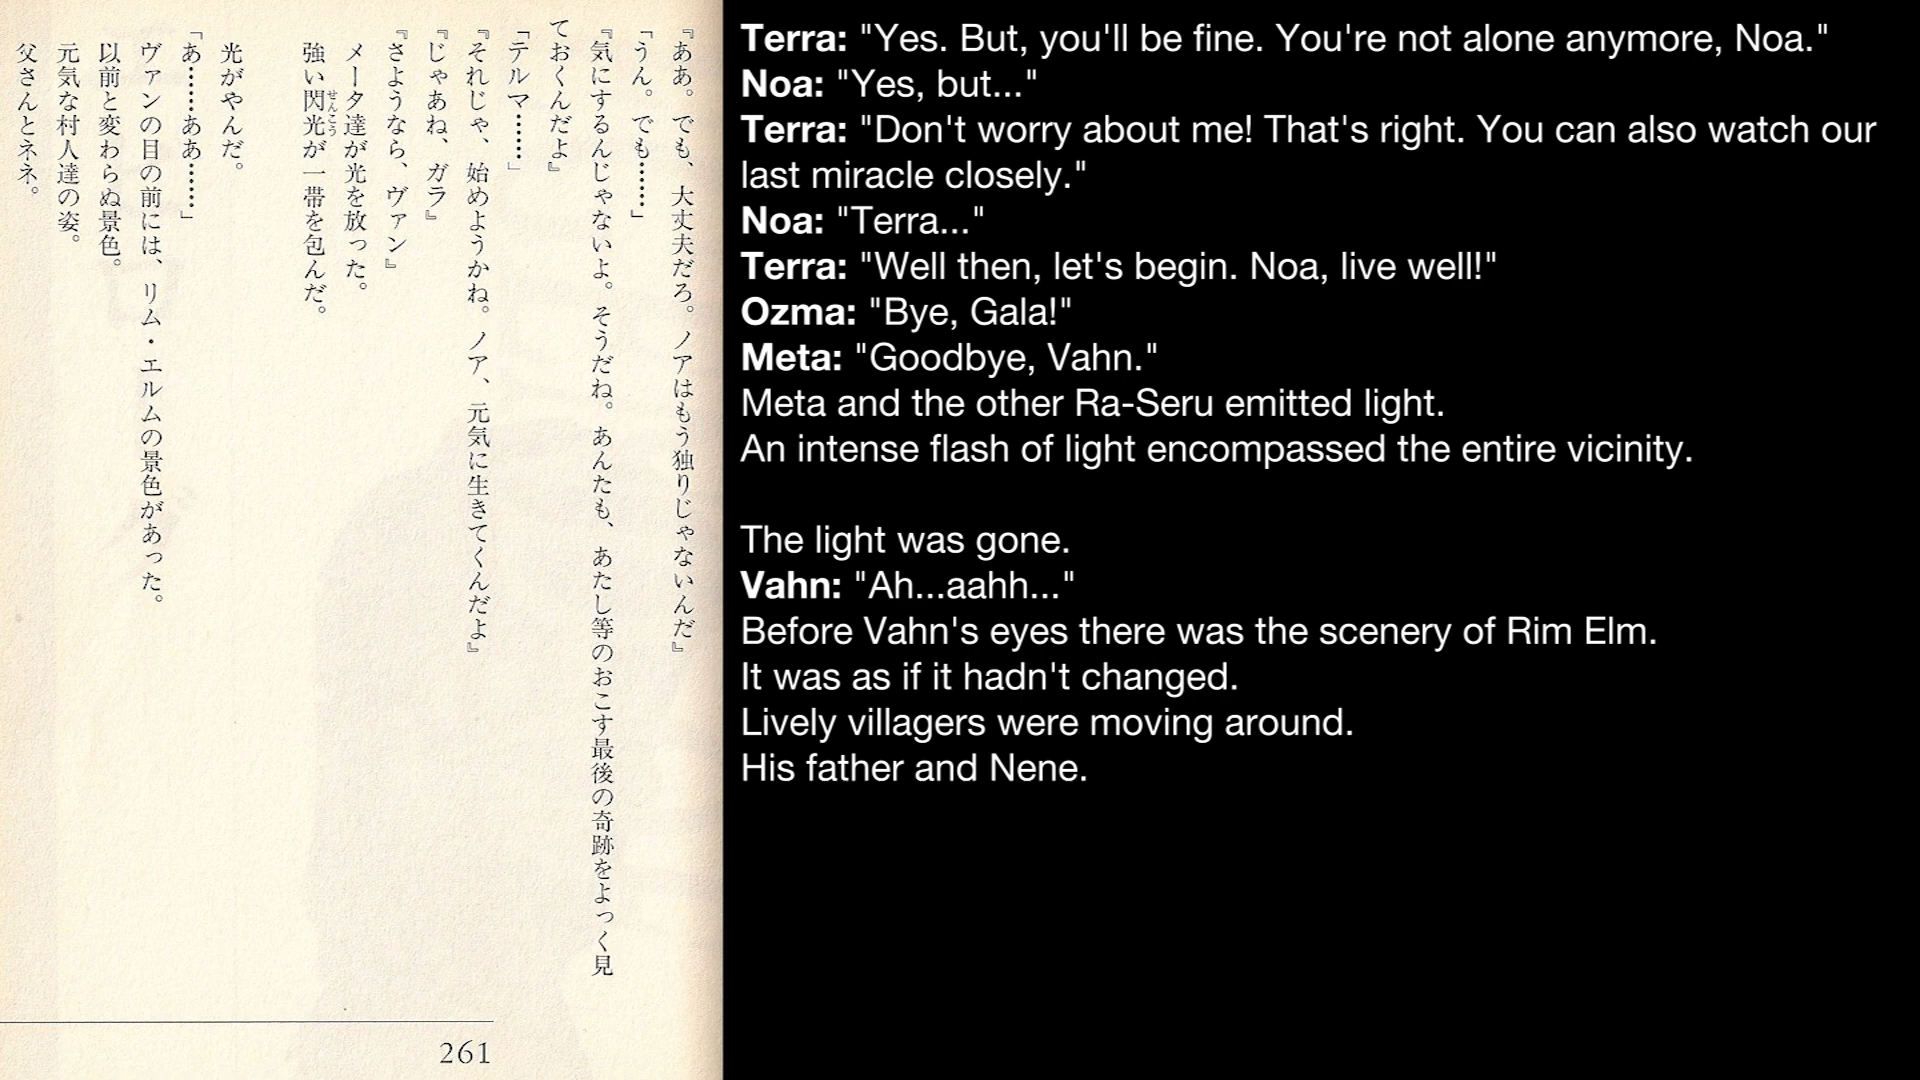 『ああ。でも、大丈夫だろ。ノアはもう独りじゃないんだ』
「うん。でも……」
『気にするんじゃないよ。そうだね。あんたも、あたし等のおこす最後の奇跡をよっく見
ておくんだよ』
「テルマ……」
『それじゃ、始めようかね。ノア、元気に生きてくんだよ』
『じゃあね、ガラ』
『さようなら、ヴァン』
メータ達が光を放った。
強い閃光が一帯を包んだ。
せんこう
光がやんだ。
「あ……ああ……」
ヴァンの目の前には、リム・エルムの景色があった。
以前と変わらぬ景色。
元気な村人達の姿。
父さんとネネ。
261
Terra: "Yes. But, you'll be fine. You're not alone anymore, Noa."
Noa: "Yes, but..."
Terra: "Don't worry about me! That's right. You can also watch our
last miracle closely."
Noa: "Terra..."
Terra: "Well then, let's begin. Noa, live well!"
Ozma: "Bye, Gala!"
Meta: "Goodbye, Vahn."
Meta and the other Ra-Seru emitted light.
An intense flash of light encompassed the entire vicinity.
The light was gone.
Vahn: "Ah...aahh..."
Before Vahn's eyes there was the scenery of Rim Elm.
It was as if it hadn't changed.
Lively villagers were moving around.
His father and Nene.